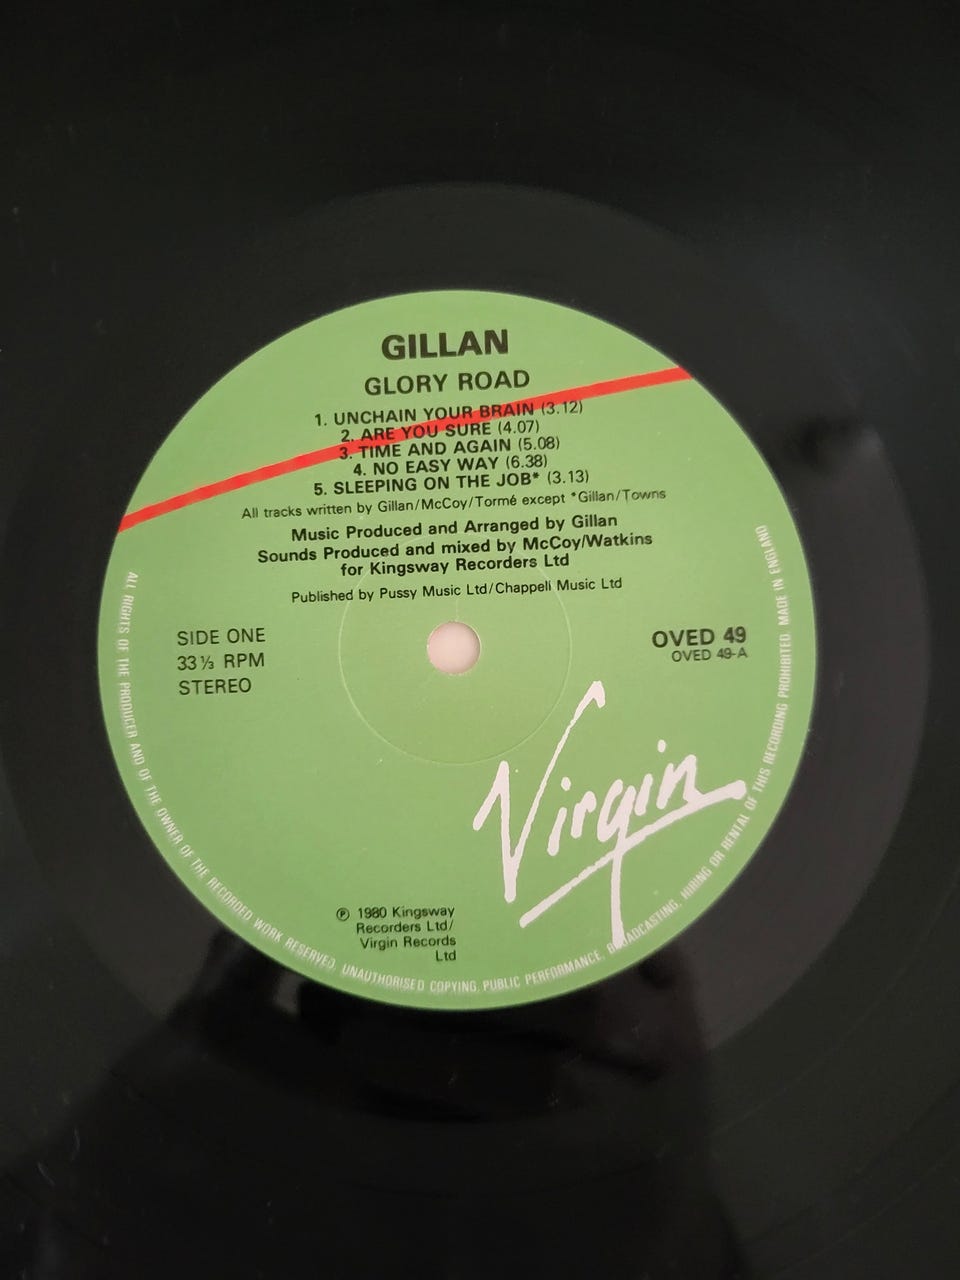 GILLAN
GLORY ROAD
1. UNCHAIN YOUR BRAIN (3.12)
2. ARE YOU SURE (4.07)
3. TIME AND AGAIN (5.08)
4. NO EASY WAY (6.38)
5. SLEEPING ON THE JOB* (3.13)
All tracks written by Gillan/McCoy/Tormé except *Gillan/Towns
Music Produced and Arranged by Gillan
Sounds Produced and mixed by McCoy/Watkins
for Kingsway Recorders Ltd
Published by Pussy Music Ltd/Chappell Music Ltd
SIDE ONE
33⅓ RPM
STEREO
OVED 49
OVED 49-A
Virgin
℗ 1980 Kingsway
Recorders Ltd/
Virgin Records
Ltd
ALL RIGHTS OF THE PRODUCER AND OF THE OWNER OF THE RECORDED WORK RESERVED. UNAUTHORISED COPYING, PUBLIC PERFORMANCE, BROADCASTING, HIRING OR RENTAL OF THIS RECORDING PROHIBITED. MADE IN ENGLAND